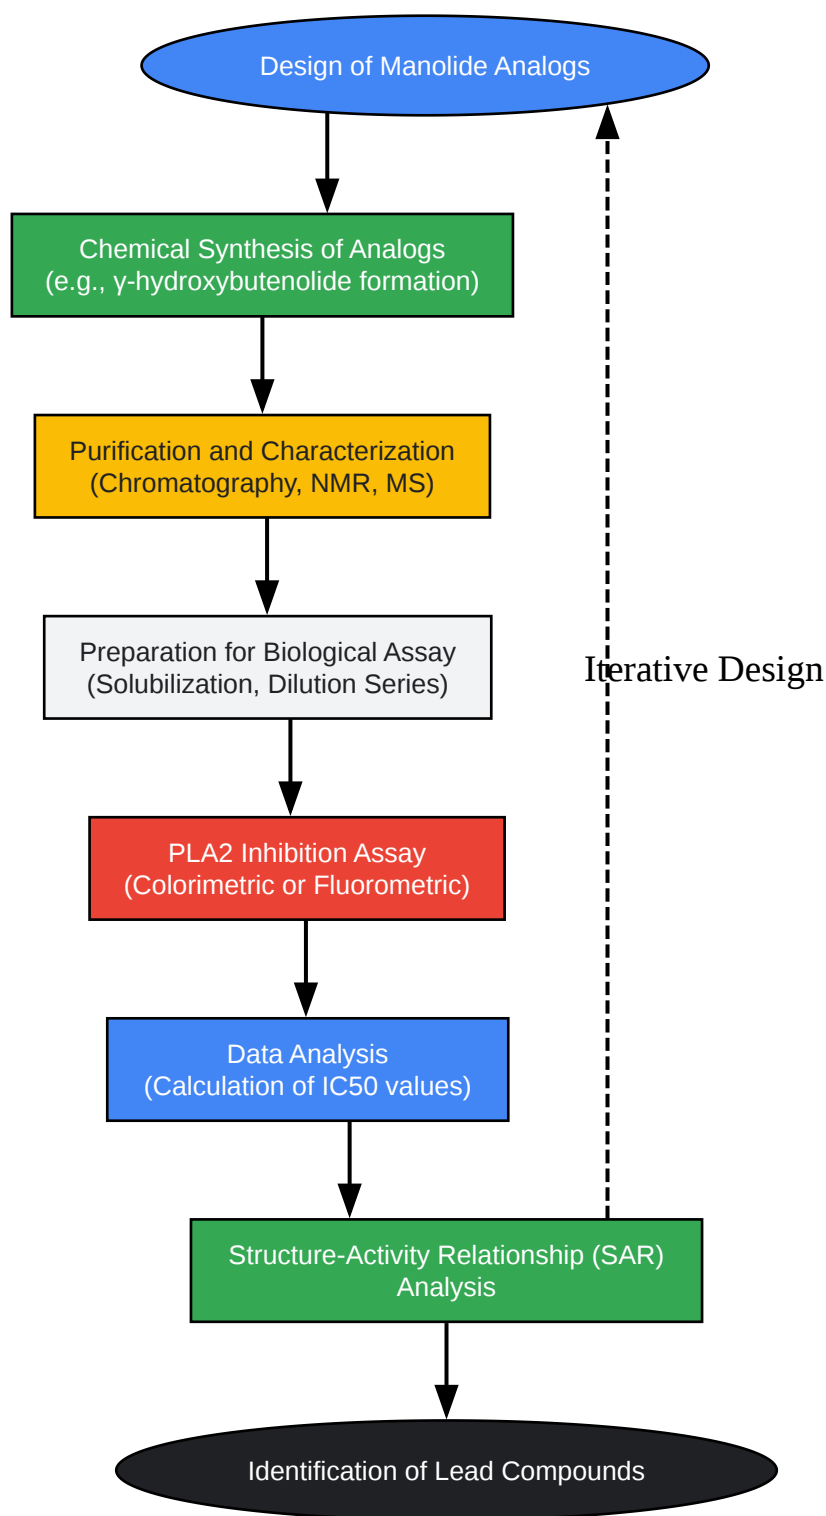 Design of Manolide Analogs
Chemical Synthesis of Analogs
(e.g., γ-hydroxybutenolide formation)
Purification and Characterization
(Chromatography, NMR, MS)
Preparation for Biological Assay
(Solubilization, Dilution Series)
Iterative Design
PLA2 Inhibition Assay
(Colorimetric or Fluorometric)
Data Analysis
(Calculation of IC50 values)
Structure-Activity Relationship (SAR)
Analysis
Identification of Lead Compounds